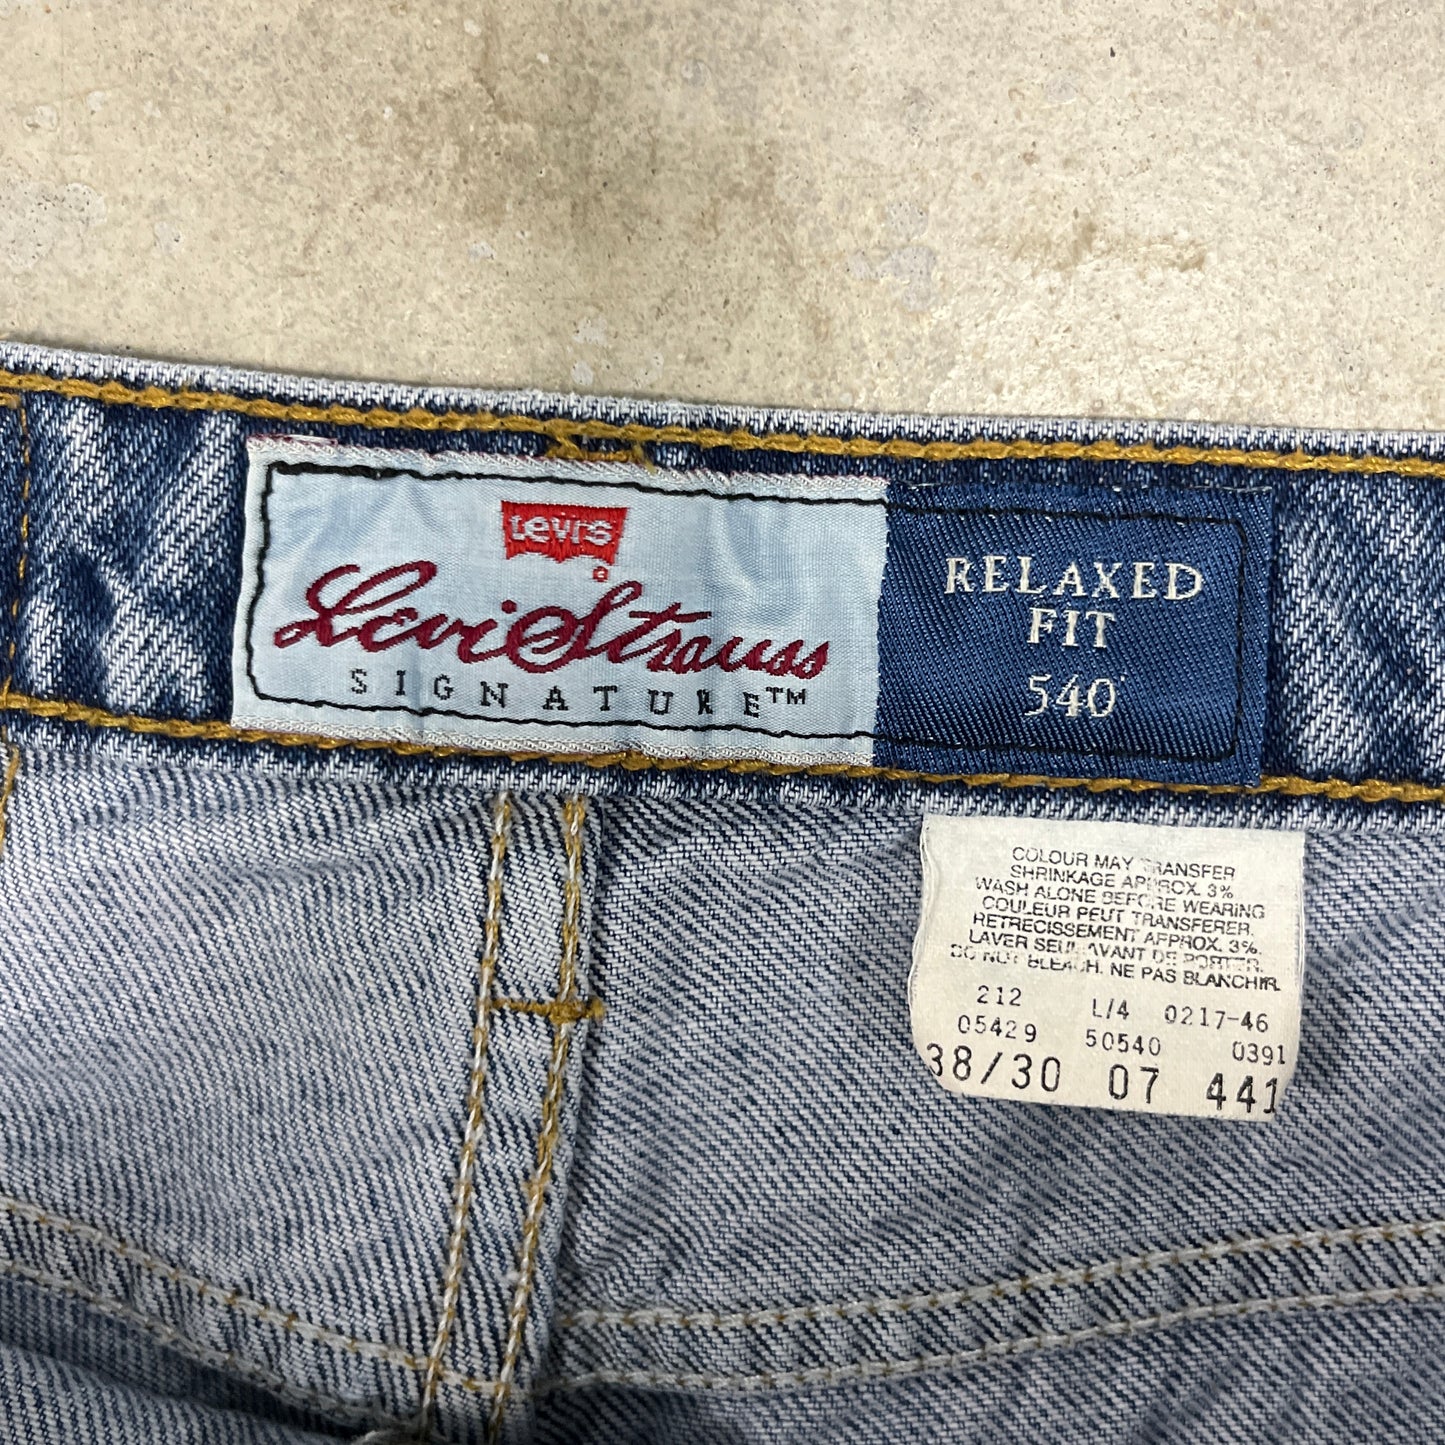 Levi's
®
Levi Strauss
SIGNATURE™
RELAXED
FIT
540
COLOUR MAY TRANSFER
SHRINKAGE APPROX. 3%
WASH ALONE BEFORE WEARING
COULEUR PEUT TRANSFERER.
RETRECISSEMENT APPROX. 3%.
LAVER SEUL AVANT DE PORTER.
DO NOT BLEACH. NE PAS BLANCHIR.
212 L/4 0217-46
05429 50540 0391
38/30 07 441